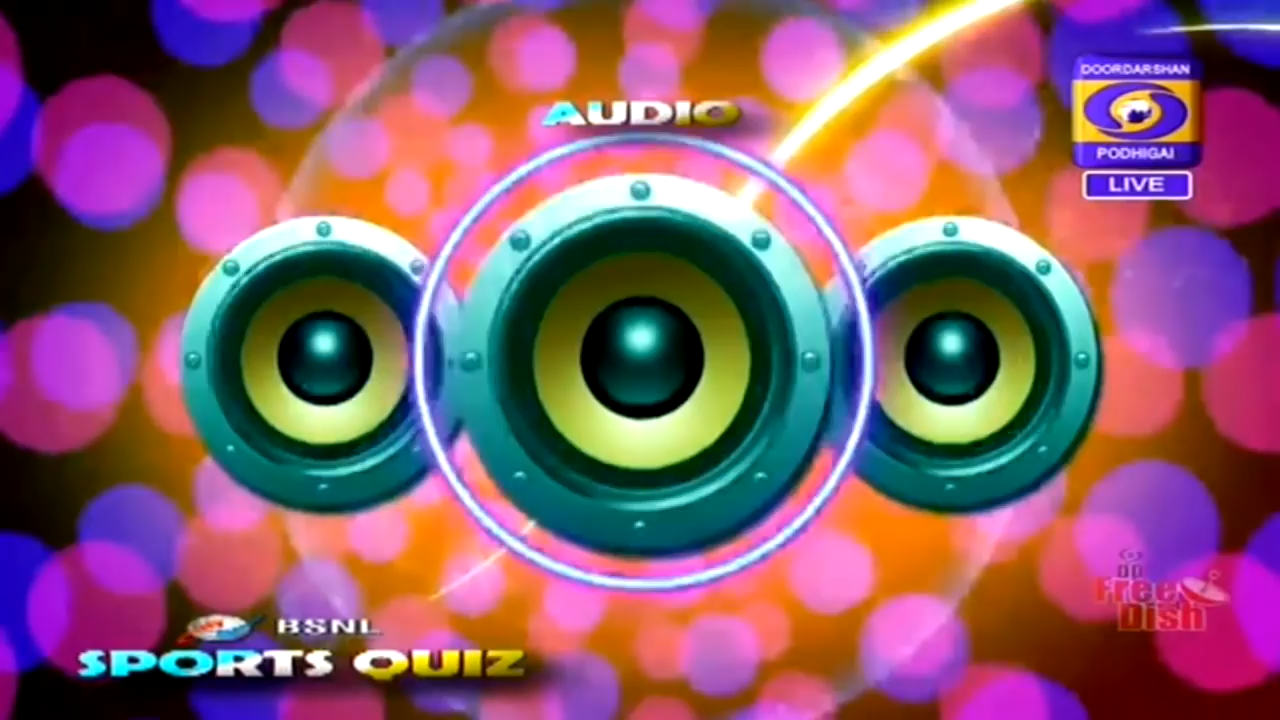 AUDIO
DOORDARSHAN
PODHIGAI
LIVE
DD
Free
Dish
BSNL
SPORTS QUIZ